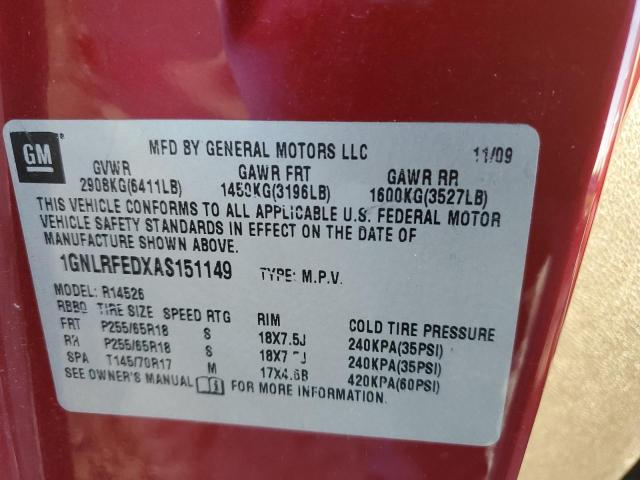 GM
MFD BY GENERAL MOTORS LLC 11/09
GVWR GAWR FRT GAWR RR
2908KG(6411LB) 1450KG(3196LB) 1600KG(3527LB)
THIS VEHICLE CONFORMS TO ALL APPLICABLE U.S. FEDERAL MOTOR
VEHICLE SAFETY STANDARDS IN EFFECT ON THE DATE OF
MANUFACTURE SHOWN ABOVE.
1GNLRFEDXAS151149 TYPE: M.P.V.
MODEL: R14526
TIRE SIZE SPEED RTG RIM COLD TIRE PRESSURE
FRT P255/65R18 S 18X7.5J 240KPA(35PSI)
P255/65R18 S 240KPA(35PSI)
SPA T145/70R17 M 17X4.5B 420KPA(60PSI)
SEE OWNER'S MANUAL FOR MORE INFORMATION.